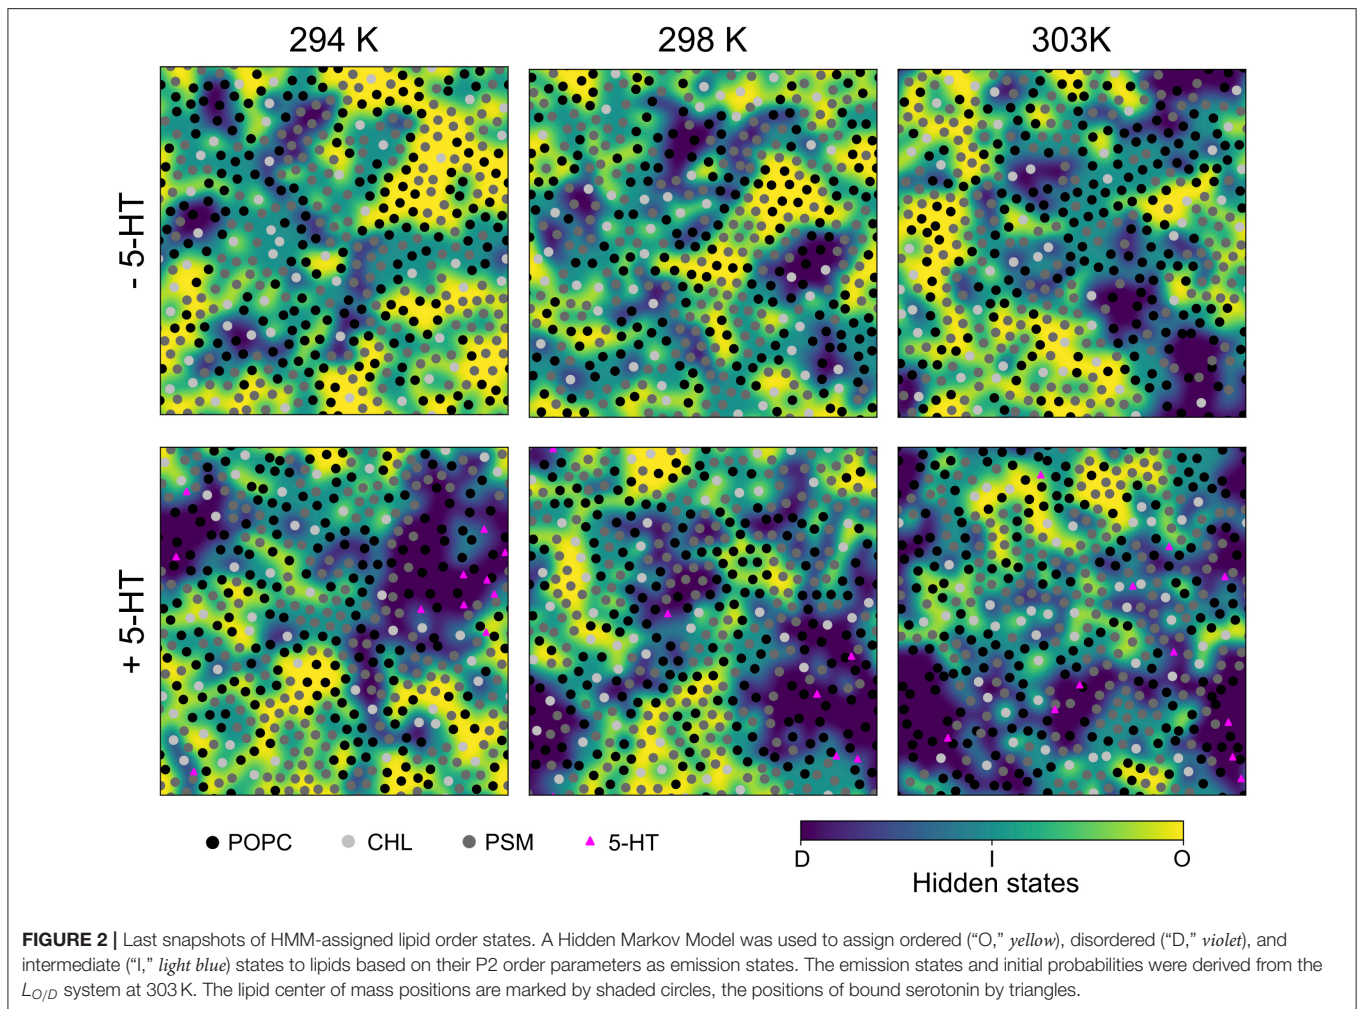 294 K
298 K
303K
- 5-HT
+ 5-HT
POPC
CHL
PSM
5-HT
D
I
O
Hidden states
FIGURE 2 | Last snapshots of HMM-assigned lipid order states. A Hidden Markov Model was used to assign ordered (“O,” yellow), disordered (“D,” violet), and
intermediate (“I,” light blue) states to lipids based on their P2 order parameters as emission states. The emission states and initial probabilities were derived from the
LO/D system at 303 K. The lipid center of mass positions are marked by shaded circles, the positions of bound serotonin by triangles.